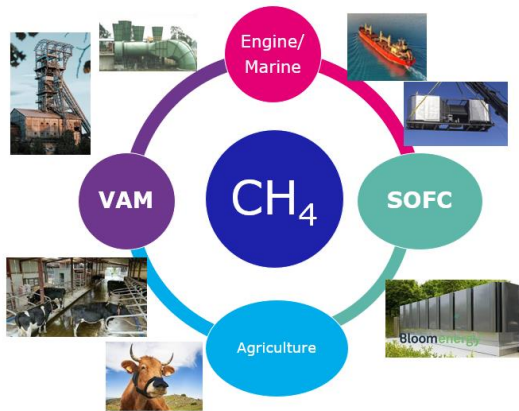 Engine/
Marine
VAM
CH₄
SOFC
Bloomenergy
Agriculture